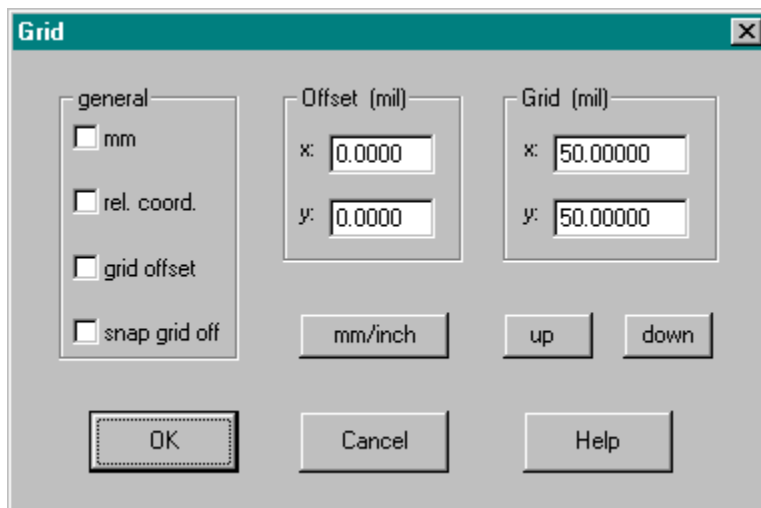 Grid
general
mm
rel. coord.
grid offset
snap grid off
Offset (mil)
x: 0.0000
y: 0.0000
Grid (mil)
x: 50.00000
y: 50.00000
mm/inch
up
down
OK
Cancel
Help